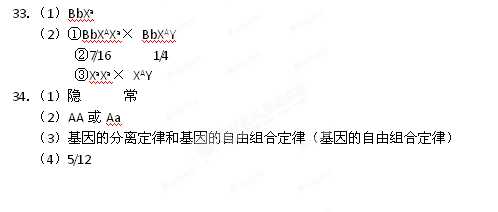 33.（1）BbXᵃ
（2）①BbXᴬXᵃ× BbXᴬY
②7/16 1/4
③XᵃXᵃ× XᴬY
34.（1）隐 常
（2）AA 或 Aa
（3）基因的分离定律和基因的自由组合定律（基因的自由组合定律）
（4）5/12